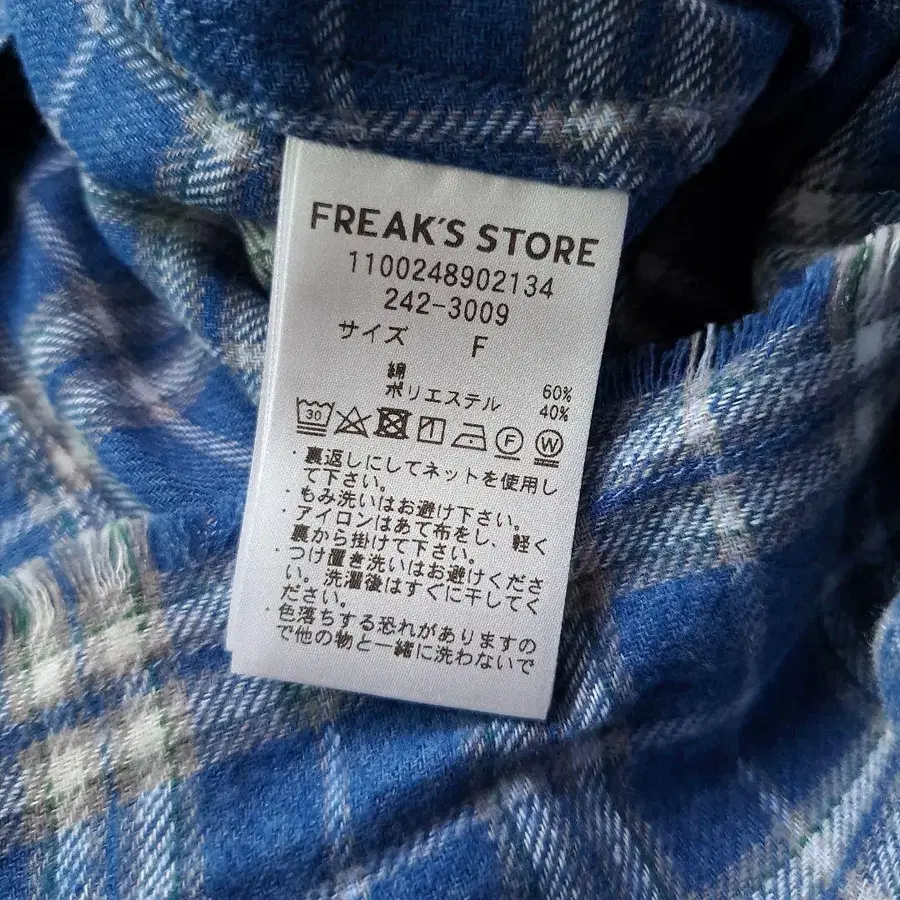 FREAK'S STORE
1100248902134
242-3009
サイズ F
綿 60%
ポリエステル 40%
30 F W
・裏返しにしてネットを使用し
て下さい。
・もみ洗いはお避け下さい。
・アイロンはあて布をし、軽く
裏から掛けて下さい。
・つけ置き洗いはお避けくださ
い。洗濯後はすぐに干してく
ださい。
・色落ちする恐れがありますの
で他の物と一緒に洗わないで